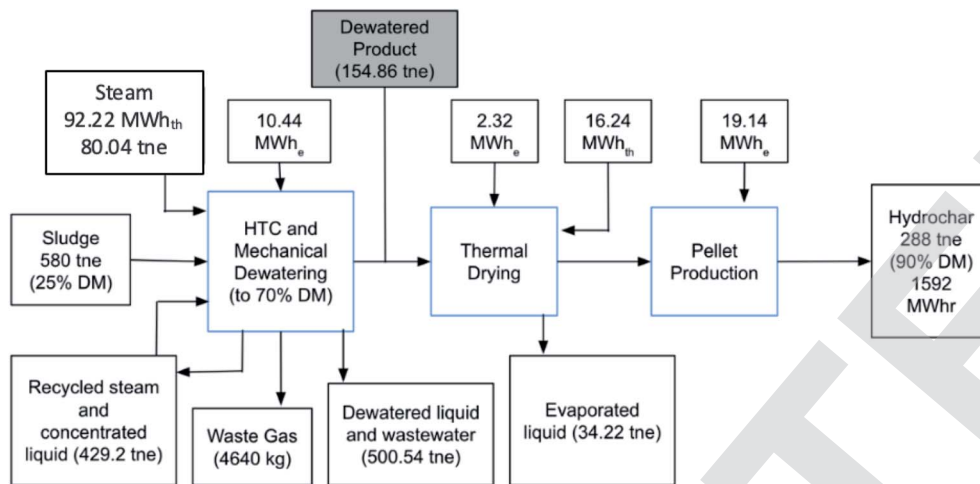 Dewatered
Product
(154.86 tne)
Steam
92.22 MWhth
80.04 tne
10.44
MWhe
2.32
MWhe
16.24
MWhth
19.14
MWhe
Sludge
580 tne
(25% DM)
HTC and
Mechanical
Dewatering
(to 70% DM)
Thermal
Drying
Pellet
Production
Hydrochar
288 tne
(90% DM)
1592
MWhr
Recycled steam
and
concentrated
liquid (429.2 tne)
Waste Gas
(4640 kg)
Dewatered liquid
and wastewater
(500.54 tne)
Evaporated
liquid (34.22 tne)